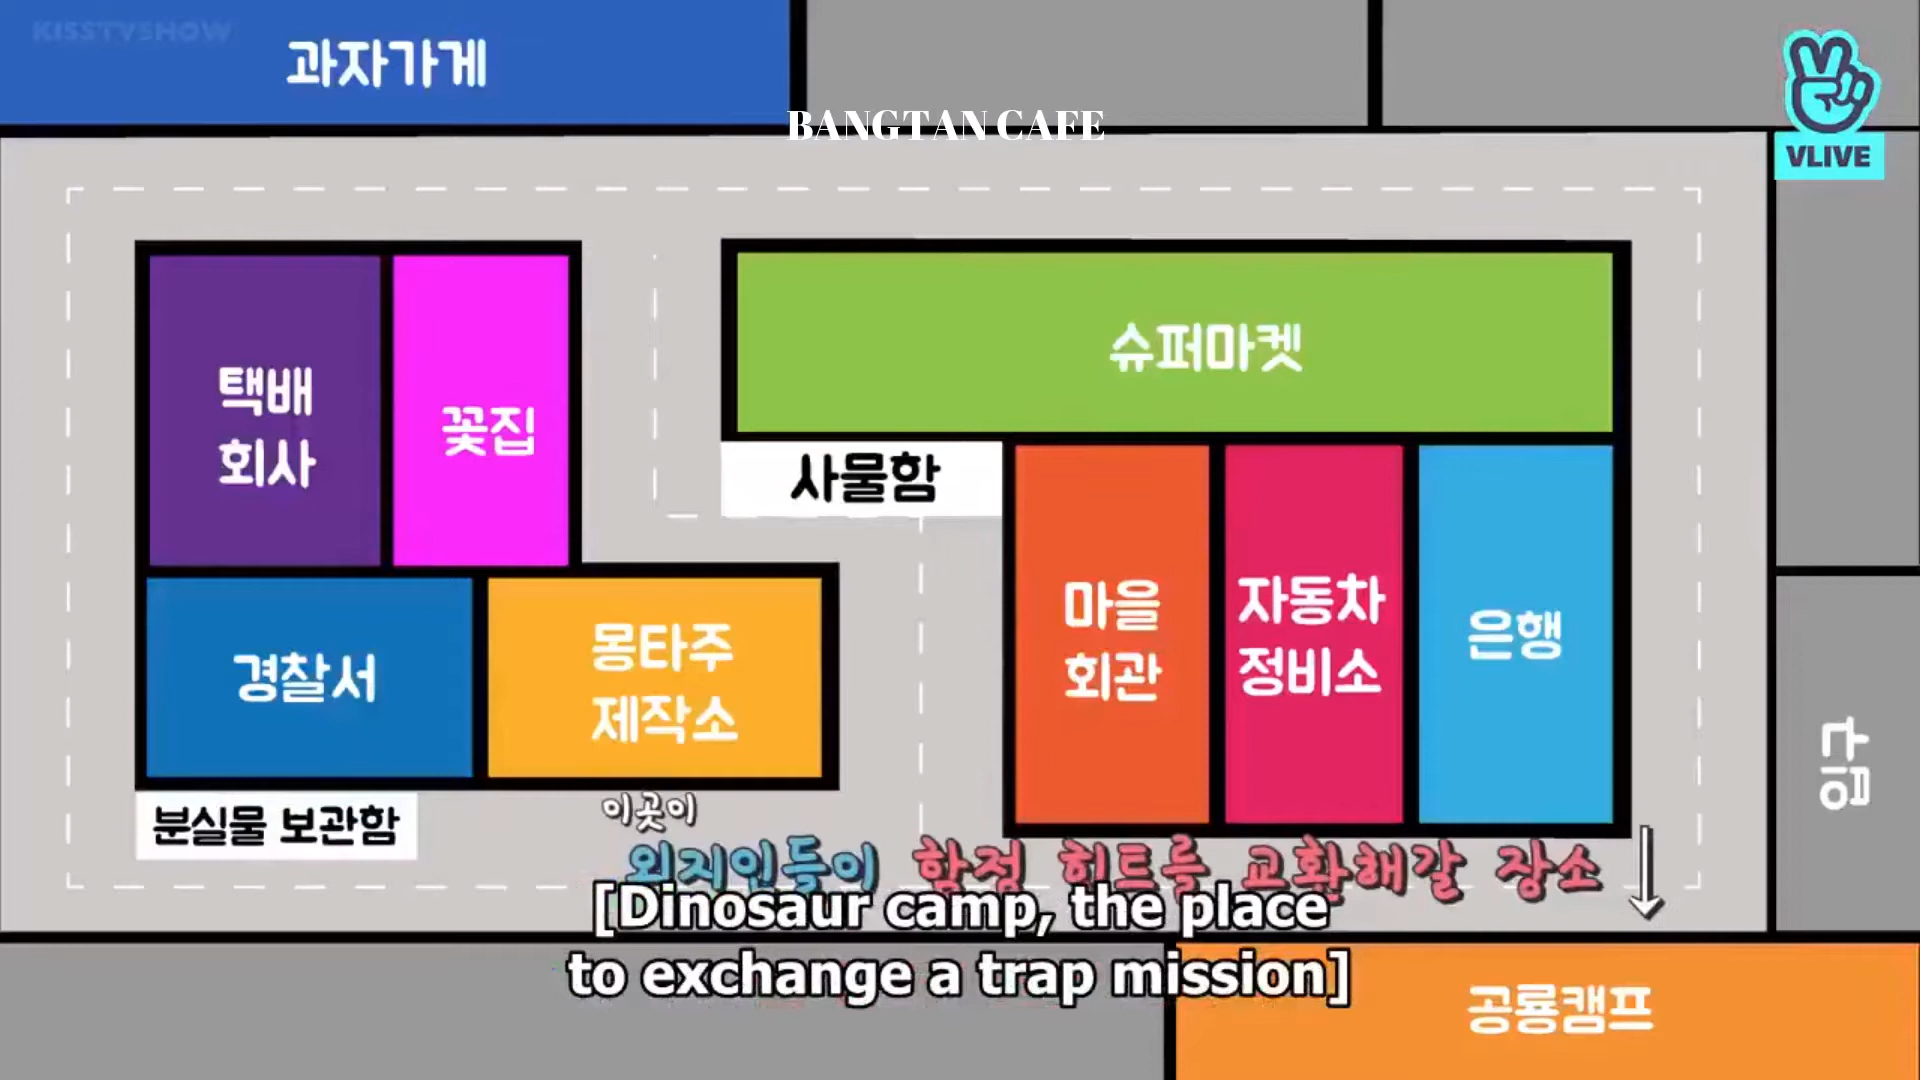 KISSTVSHOW
과자가게
BANGTAN CAFE
VLIVE
택배
회사
꽃집
슈퍼마켓
사물함
경찰서
몽타주
제작소
마을
회관
자동차
정비소
은행
입구
분실물 보관함
이곳이
외지인들이 함정 힌트를 교환해갈 장소
[Dinosaur camp, the place
to exchange a trap mission]
공룡캠프